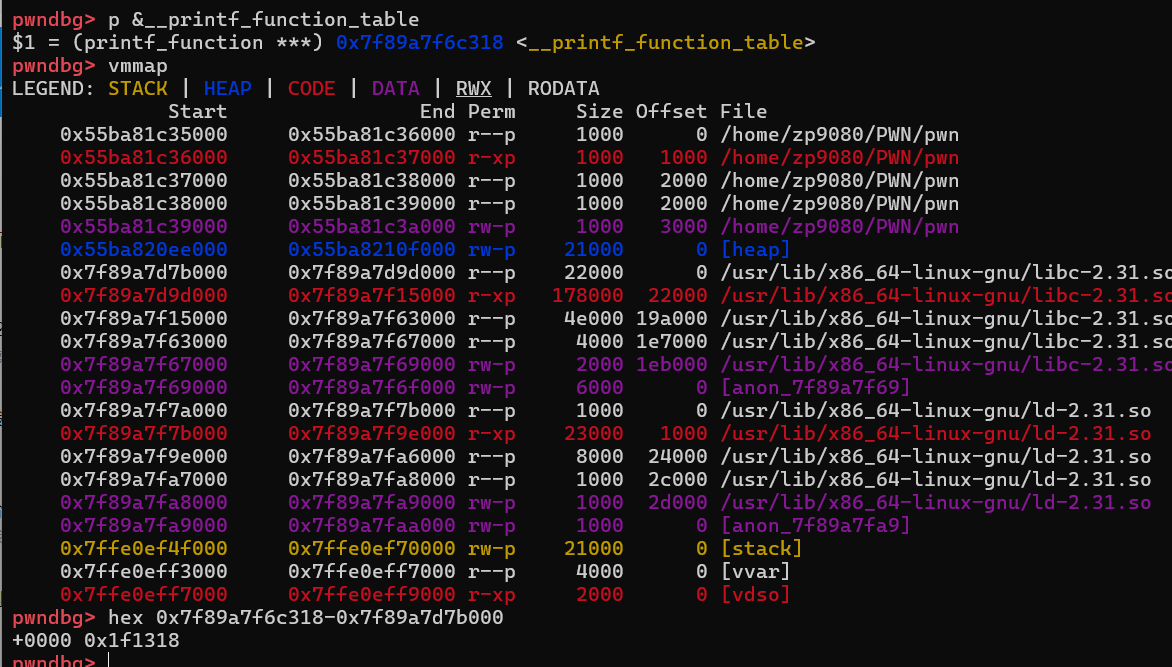 pwndbg> p &__printf_function_table
$1 = (printf_function ***) 0x7f89a7f6c318 <__printf_function_table>
pwndbg> vmmap
LEGEND: STACK | HEAP | CODE | DATA | RWX | RODATA
Start End Perm Size Offset File
0x55ba81c35000 0x55ba81c36000 r--p 1000 0 /home/zp9080/PWN/pwn
0x55ba81c36000 0x55ba81c37000 r-xp 1000 1000 /home/zp9080/PWN/pwn
0x55ba81c37000 0x55ba81c38000 r--p 1000 2000 /home/zp9080/PWN/pwn
0x55ba81c38000 0x55ba81c39000 r--p 1000 2000 /home/zp9080/PWN/pwn
0x55ba81c39000 0x55ba81c3a000 rw-p 1000 3000 /home/zp9080/PWN/pwn
0x55ba820ee000 0x55ba8210f000 rw-p 21000 0 [heap]
0x7f89a7d7b000 0x7f89a7d9d000 r--p 22000 0 /usr/lib/x86_64-linux-gnu/libc-2.31.so
0x7f89a7d9d000 0x7f89a7f15000 r-xp 178000 22000 /usr/lib/x86_64-linux-gnu/libc-2.31.so
0x7f89a7f15000 0x7f89a7f63000 r--p 4e000 19a000 /usr/lib/x86_64-linux-gnu/libc-2.31.so
0x7f89a7f63000 0x7f89a7f67000 r--p 4000 1e7000 /usr/lib/x86_64-linux-gnu/libc-2.31.so
0x7f89a7f67000 0x7f89a7f69000 rw-p 2000 1eb000 /usr/lib/x86_64-linux-gnu/libc-2.31.so
0x7f89a7f69000 0x7f89a7f6f000 rw-p 6000 0 [anon_7f89a7f69]
0x7f89a7f7a000 0x7f89a7f7b000 r--p 1000 0 /usr/lib/x86_64-linux-gnu/ld-2.31.so
0x7f89a7f7b000 0x7f89a7f9e000 r-xp 23000 1000 /usr/lib/x86_64-linux-gnu/ld-2.31.so
0x7f89a7f9e000 0x7f89a7fa6000 r--p 8000 24000 /usr/lib/x86_64-linux-gnu/ld-2.31.so
0x7f89a7fa7000 0x7f89a7fa8000 r--p 1000 2c000 /usr/lib/x86_64-linux-gnu/ld-2.31.so
0x7f89a7fa8000 0x7f89a7fa9000 rw-p 1000 2d000 /usr/lib/x86_64-linux-gnu/ld-2.31.so
0x7f89a7fa9000 0x7f89a7faa000 rw-p 1000 0 [anon_7f89a7fa9]
0x7ffe0ef4f000 0x7ffe0ef70000 rw-p 21000 0 [stack]
0x7ffe0eff3000 0x7ffe0eff7000 r--p 4000 0 [vvar]
0x7ffe0eff7000 0x7ffe0eff9000 r-xp 2000 0 [vdso]
pwndbg> hex 0x7f89a7f6c318-0x7f89a7d7b000
+0000 0x1f1318
pwndbg>